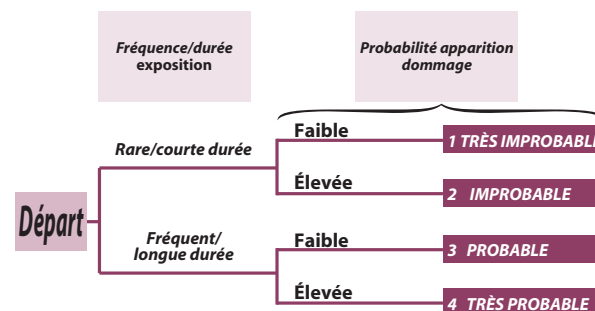 Fréquence/durée
exposition
Probabilité apparition
dommage
Départ
Rare/courte durée
Faible
1 TRÈS IMPROBABLE
Élevée
2 IMPROBABLE
Fréquent/
longue durée
Faible
3 PROBABLE
Élevée
4 TRÈS PROBABLE